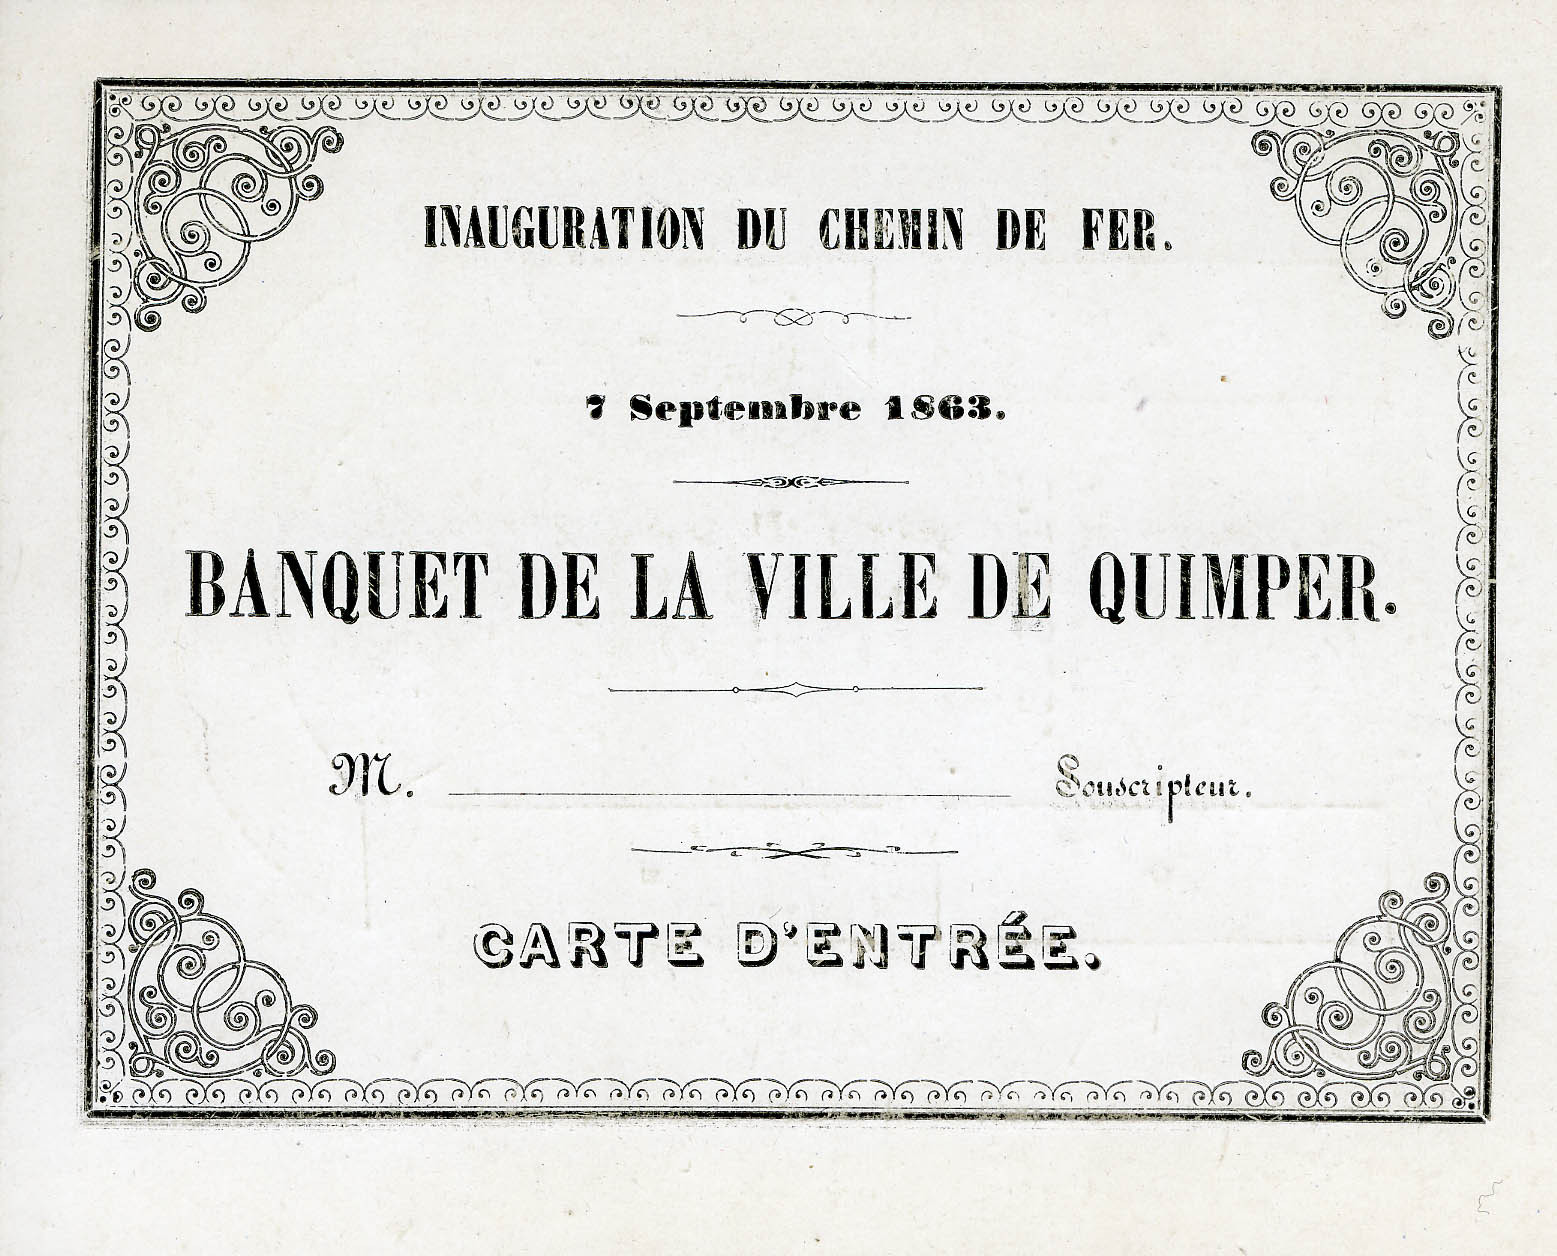 INAUGURATION DU CHEMIN DE FER.
7 Septembre 1863.
BANQUET DE LA VILLE DE QUIMPER.
M. Souscripteur.
CARTE D'ENTRÉE.